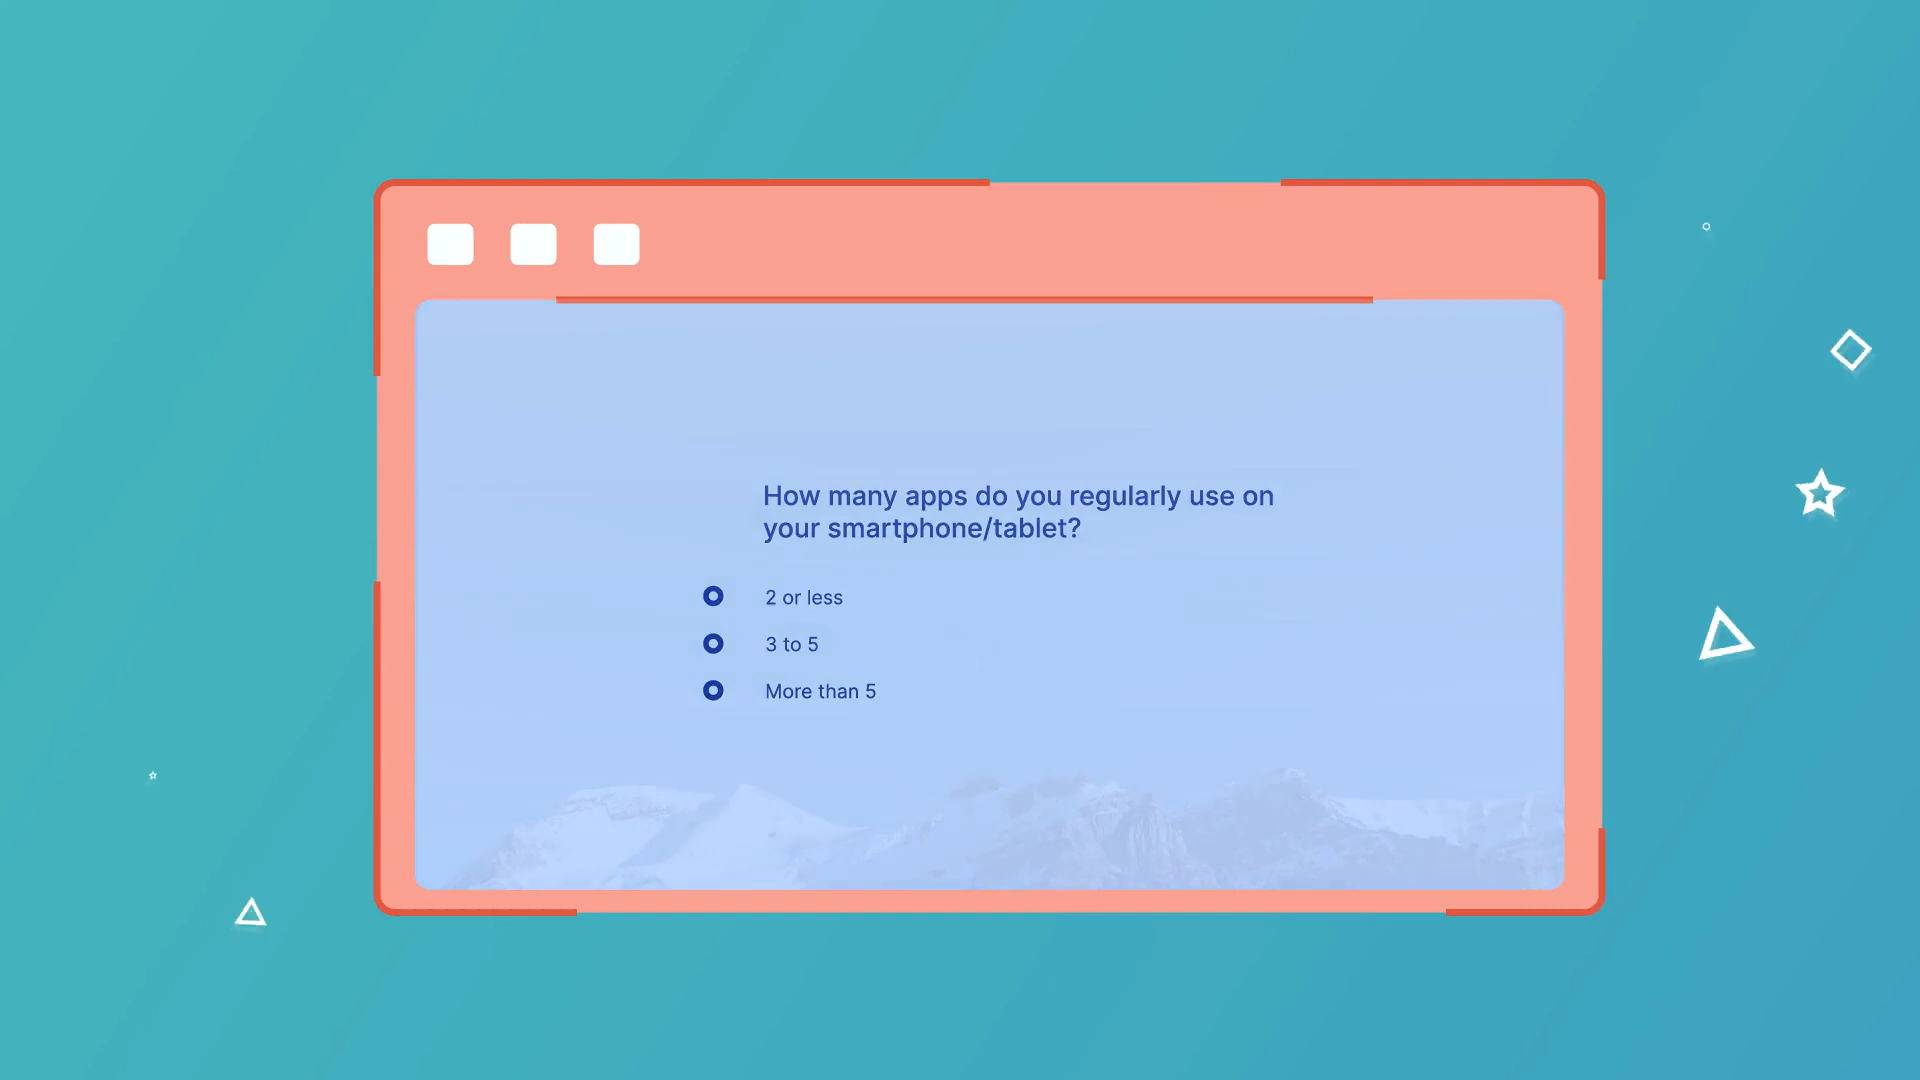 How many apps do you regularly use on
your smartphone/tablet?
2 or less
3 to 5
More than 5